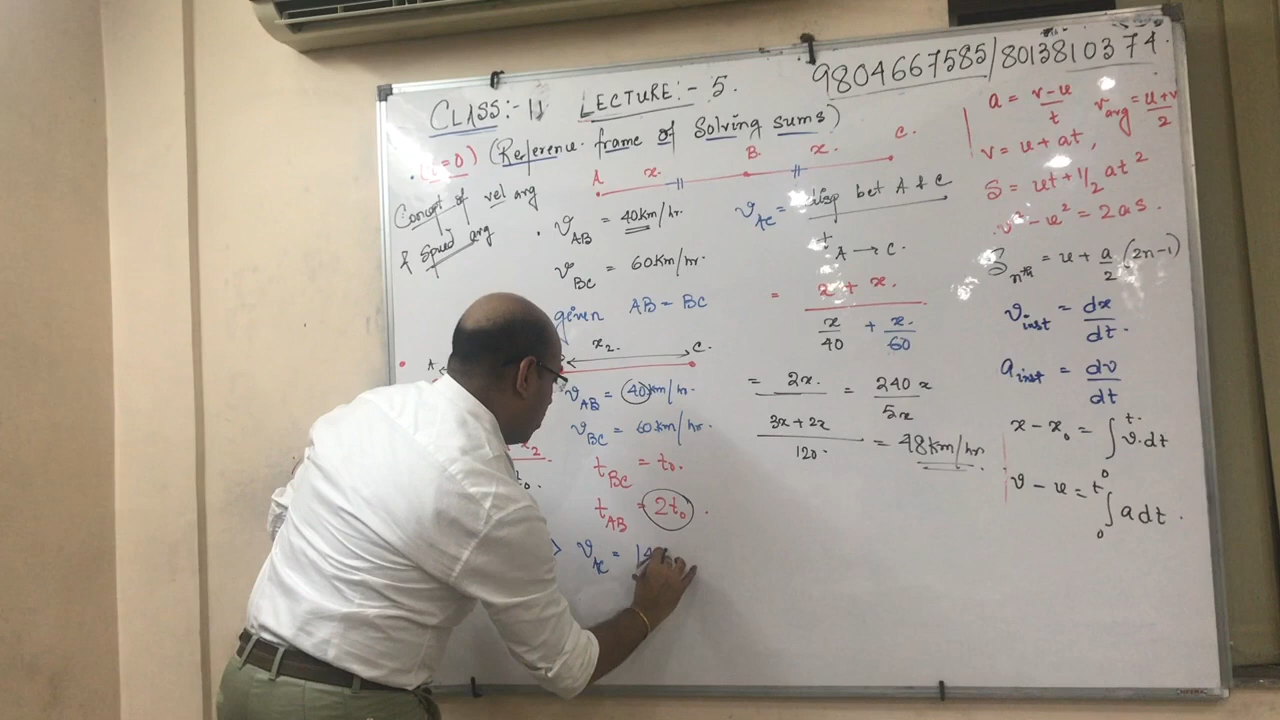 9804667585/8013810374
CLASS:- 11 LECTURE:- 5.
(Reference frame of Solving sums)
Concept of vel avg
& Speed avg
A x B x C.
v_AB = 40km/hr.
v_BC = 60km/hr.
given AB = BC
v_AC = disp bet A & C
t A → C.
= x + x.
x/40 + x/60
= 2x. = 240x
3x + 2x 5x
120. = 48km/hr
A x₂ C.
v_AB = 40km/hr.
v_BC = 60km/hr.
x₂
t₀.
t_BC = t₀.
t_AB = 2t₀.
v_AC = 14
a = v-u/t
v_avg = u+v/2
v = u + at,
S = ut + 1/2 at²
v² - u² = 2as.
S_nth = u + a/2 (2n-1)
v_inst = dx/dt.
a_inst = dv/dt
x - x₀ = ∫₀ᵗ v.dt
v - u = ∫₀ᵗ a dt.